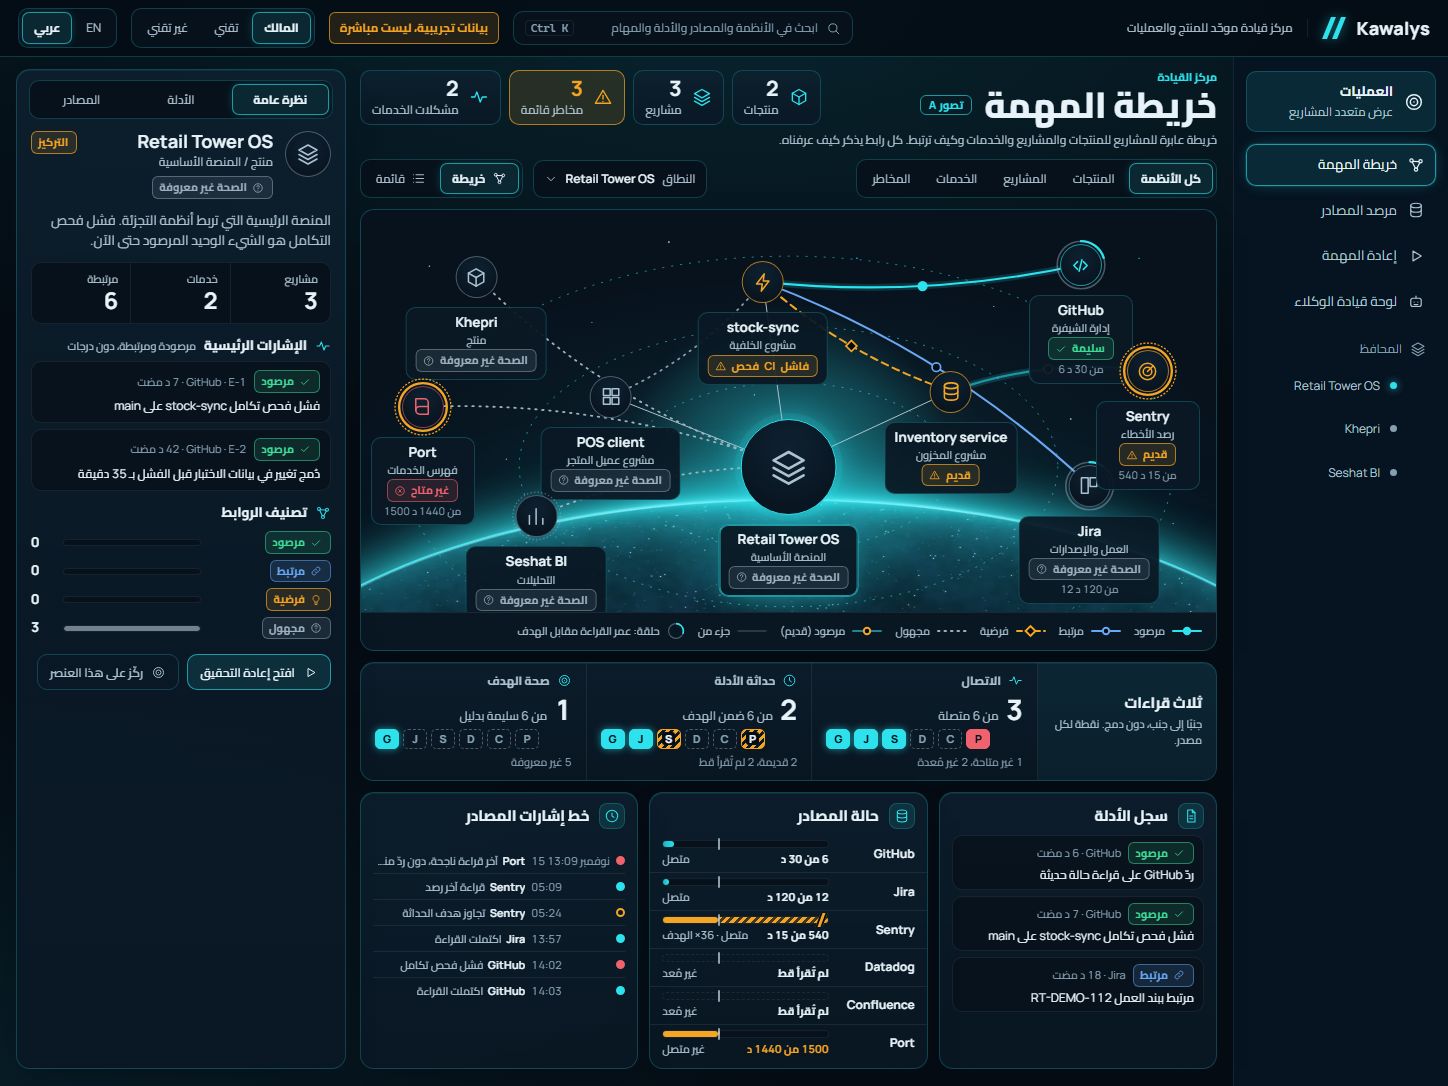 Kawalys
مركز قيادة موحّد للمنتج والعمليات
ابحث في الأنظمة والمصادر والأدلة والمهام
Ctrl K
بيانات تجريبية، ليست مباشرة
المالك
تقني
غير تقني
EN
عربي
العمليات
عرض متعدد المشاريع
خريطة المهمة
مرصد المصادر
إعادة المهمة
لوحة قيادة الوكلاء
المحافظ
Retail Tower OS
Khepri
Seshat BI
مركز القيادة
خريطة المهمة
تصور A
خريطة عابرة للمشاريع للمنتجات والمشاريع والخدمات وكيف ترتبط. كل رابط يذكر كيف عرفناه.
2
منتجات
3
مشاريع
3
مخاطر قائمة
2
مشكلات الخدمات
كل الأنظمة
المنتجات
المشاريع
الخدمات
المخاطر
النطاق
Retail Tower OS
خريطة
قائمة
GitHub
إدارة الشيفرة
سليمة
6 من 30 د
Sentry
رصد الأخطاء
قديم
540 من 15 د
Jira
العمل والإصدارات
الصحة غير معروفة
12 من 120 د
stock-sync
مشروع الخلفية
فحص CI فاشل
Inventory service
مشروع المخزون
قديم
Retail Tower OS
المنصة الأساسية
الصحة غير معروفة
Khepri
منتج
الصحة غير معروفة
POS client
مشروع عميل المتجر
الصحة غير معروفة
Port
فهرس الخدمات
غير متاح
1500 من 1440 د
Seshat BI
التحليلات
الصحة غير معروفة
مرصود
مرتبط
فرضية
مجهول
مرصود (قديم)
جزء من
حلقة: عمر القراءة مقابل الهدف
ثلاث قراءات
جنبًا إلى جنب، دون دمج. نقطة لكل
مصدر.
الاتصال
3 من 6 متصلة
G J S D C P
1 غير متاحة، 2 غير مُعدة
حداثة الأدلة
2 من 6 ضمن الهدف
G J S D C P
2 قديمة، 2 لم تُقرأ قط
صحة الهدف
1 من 6 سليمة بدليل
G J S D C P
5 غير معروفة
سجل الأدلة
مرصود
GitHub · 6 د مضت
ردّ GitHub على قراءة حالة حديثة
مرصود
GitHub · 7 د مضت
فشل فحص تكامل stock-sync على main
مرتبط
Jira · 18 د مضت
مرتبط ببند العمل RT-DEMO-112
حالة المصادر
GitHub
6 من 30 د
متصل
Jira
12 من 120 د
متصل
Sentry
540 من 15 د
متصل · 36× الهدف
Datadog
لم تُقرأ قط
غير مُعد
Confluence
لم تُقرأ قط
غير مُعد
Port
1500 من 1440 د
غير متصل
خط إشارات المصادر
15 نوفمبر 13:09 Port آخر قراءة ناجحة، دون ردّ منـ...
05:09 Sentry قراءة آخر رصد
05:24 Sentry تجاوز هدف الحداثة
13:57 Jira اكتملت القراءة
14:02 GitHub فشل فحص تكامل
14:03 GitHub اكتملت القراءة
نظرة عامة
الأدلة
المصادر
Retail Tower OS
منتج / المنصة الأساسية
الصحة غير معروفة
التركيز
المنصة الرئيسية التي تربط أنظمة التجزئة. فشل فحص
التكامل هو الشيء الوحيد المرصود حتى الآن.
مشاريع
3
خدمات
2
مرتبطة
6
الإشارات الرئيسية
مرصودة ومرتبطة، دون درجات
مرصود
E-1 · GitHub · 7 د مضت
فشل فحص تكامل stock-sync على main
مرصود
E-2 · GitHub · 42 د مضت
دُمج تغيير في بيانات الاختبار قبل الفشل بـ 35 دقيقة
تصنيف الروابط
مرصود
0
مرتبط
0
فرضية
0
مجهول
3
افتح إعادة التحقيق
ركّز على هذا العنصر